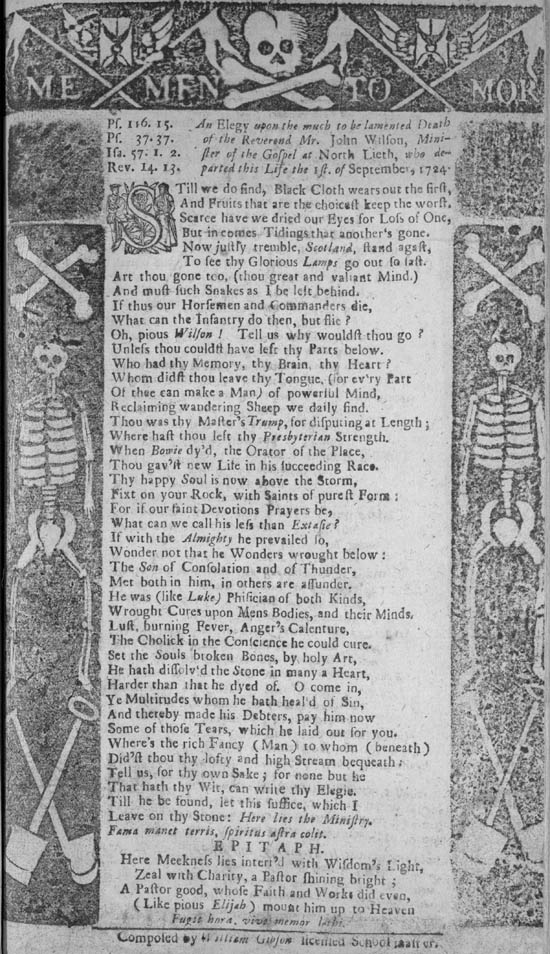 ME MEN TO MOR
Pſ. 116. 15.
Pſ. 37. 37.
Iſa. 57. 1. 2.
Rev. 14. 13.
An Elegy upon the much to be lamented Death
of the Reverend Mr. John Wilſon, Mini-
ſter of the Goſpel at North Lieth, who de-
parted this Life the 1ſt. of September, 1724.
STill we do find, Black Cloth wears out the firſt,
And Fruits that are the choiceſt keep the worſt.
Scarce have we dried our Eyes for Loſs of One,
But in comes Tidings that another's gone.
Now juſtly tremble, Scotland, ſtand agaſt,
To ſee thy Glorious Lamps go out ſo faſt.
Art thou gone too, (thou great and valiant Mind.)
And muſt ſuch Snakes as I be left behind.
If thus our Horſemen and Commanders die,
What can the Infantry do then, but flie?
Oh, pious Wilſon! Tell us why wouldſt thou go?
Unleſs thou couldſt have left thy Parts below.
Who had thy Memory, thy Brain, thy Heart?
Whom didſt thou leave thy Tongue, (for ev'ry Part
Of thee can make a Man) of powerful Mind,
Reclaiming wandering Sheep we daily find.
Thou was thy Maſter's Trump, for diſputing at Length;
Where haſt thou left thy Presbyterian Strength.
When Bowie dy'd, the Orator of the Place,
Thou gav'ſt new Life in his ſucceeding Race.
Thy happy Soul is now above the Storm,
Fixt on your Rock, with Saints of pureſt Form:
For if our faint Devotions Prayers be,
What can we call his leſs than Extaſie?
If with the Almighty he prevailed ſo,
Wonder not that he Wonders wrought below:
The Son of Conſolation and of Thunder,
Met both in him, in others are aſſunder.
He was (like Luke) Phiſician of both Kinds,
Wrought Cures upon Mens Bodies, and their Minds.
Luſt, burning Fever, Anger's Calenture,
The Cholick in the Conſcience he could cure.
Set the Souls broken Bones, by holy Art,
He hath diſſolv'd the Stone in many a Heart,
Harder than that he dyed of. O come in,
Ye Multitudes whom he hath heal'd of Sin,
And thereby made his Debters, pay him now
Some of thoſe Tears, which he laid out for you.
Where's the rich Fancy (Man) to whom (beneath)
Did'ſt thou thy lofty and high Stream bequeath:
Tell us, for thy own Sake; for none but he
That hath thy Wit, can write thy Elegie.
Till he be found, let this ſuffice, which I
Leave on thy Stone: Here lies the Miniſtry.
Fama manet terris, ſpiritus aſtra colit.
EPITAPH.
Here Meekneſs lies interr'd with Wiſdom's Light,
Zeal with Charity, a Paſtor ſhining bright;
A Paſtor good, whoſe Faith and Works did even,
(Like pious Elijah) mount him up to Heaven
Fugit hora, vive memor lethi.
Compoſed by William Gibſon licenſed School maſter.